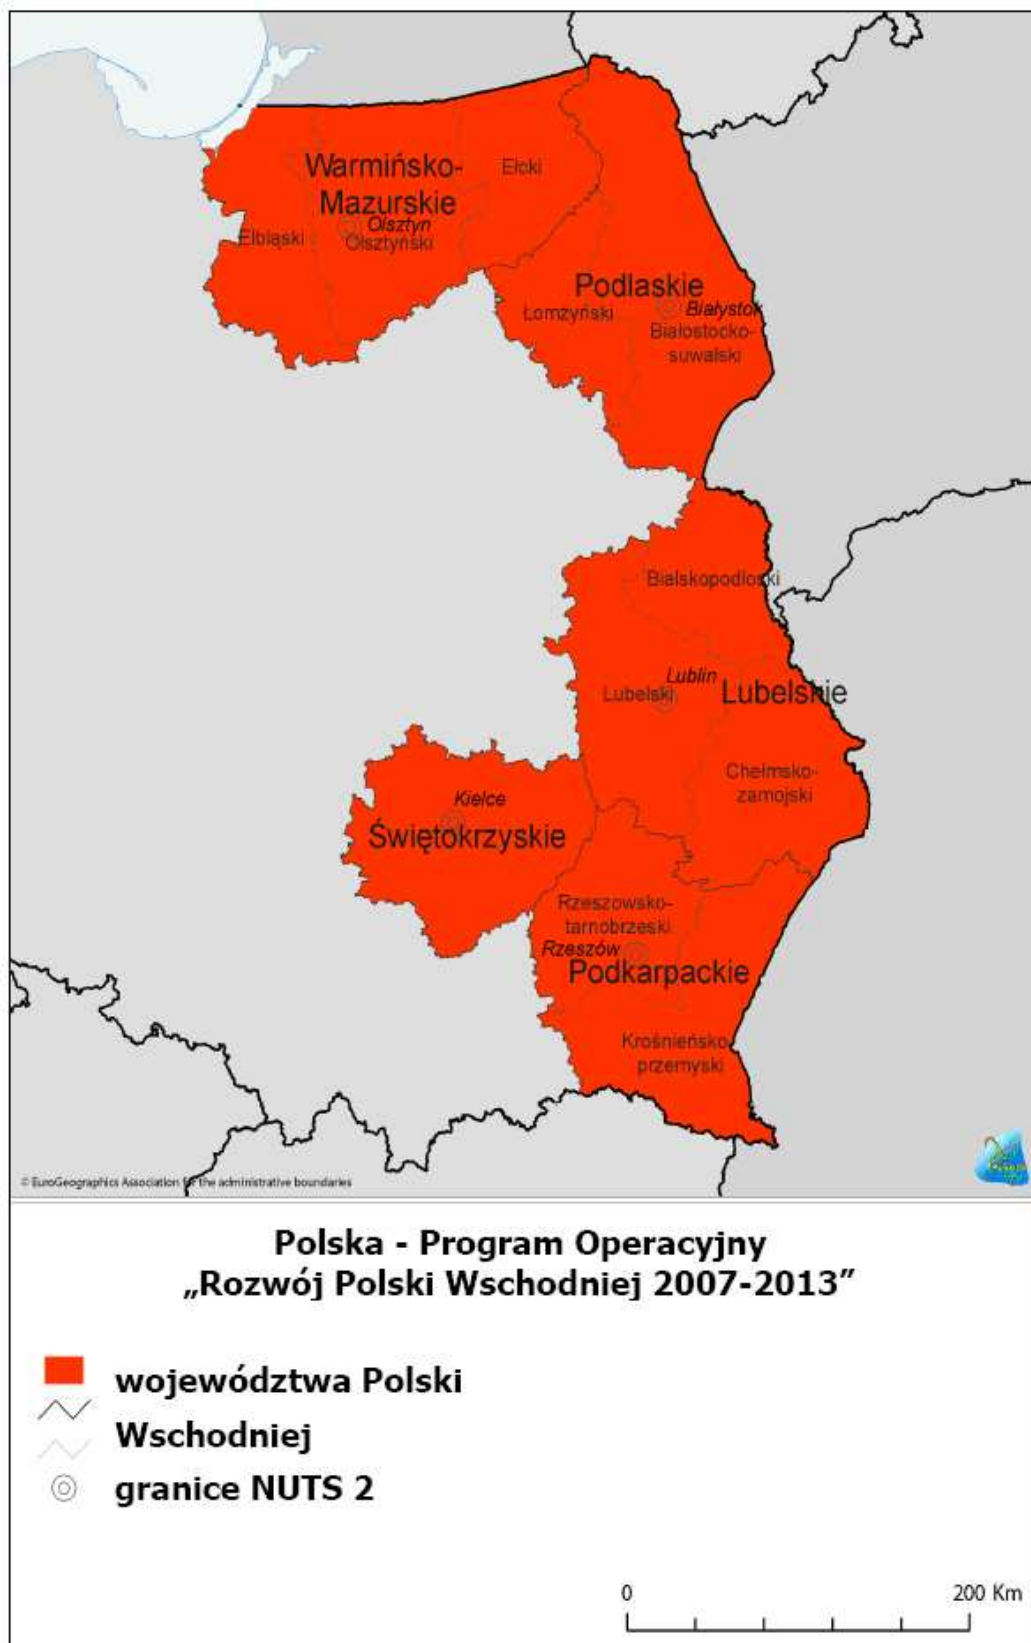 Warmińsko-
Mazurskie
Ełcki
Olsztyn
Elbląski
Olsztyński
Podlaskie
Łomzyński
Białystok
Białostocko-
suwalski
Bialskopodloski
Lublin
Lubelski
Lubelskie
Chełmsko-
zamojski
Kielce
Świętokrzyskie
Rzeszowsko-
tarnobrzeski
Rzeszów
Podkarpackie
Krośnieńsko
przemyski
© EuroGeographics Association for the administrative boundaries
Polska - Program Operacyjny
„Rozwój Polski Wschodniej 2007-2013”
województwa Polski
Wschodniej
granice NUTS 2
0 200 Km